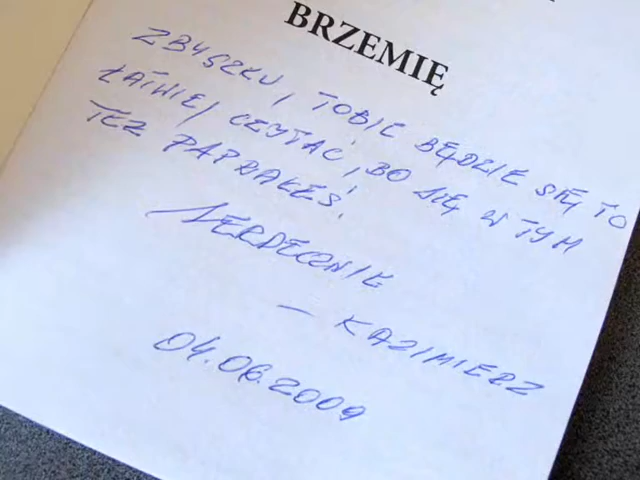 BRZEMIĘ
ZBYSZKU, TOBIE BĘDZIE SIĘ TO
ŁATWIEJ CZYTAĆ, BO SIĘ W TYM
TEŻ PAPRAŁEŚ!
SERDECZNIE
— KAZIMIERZ
04.06.2009